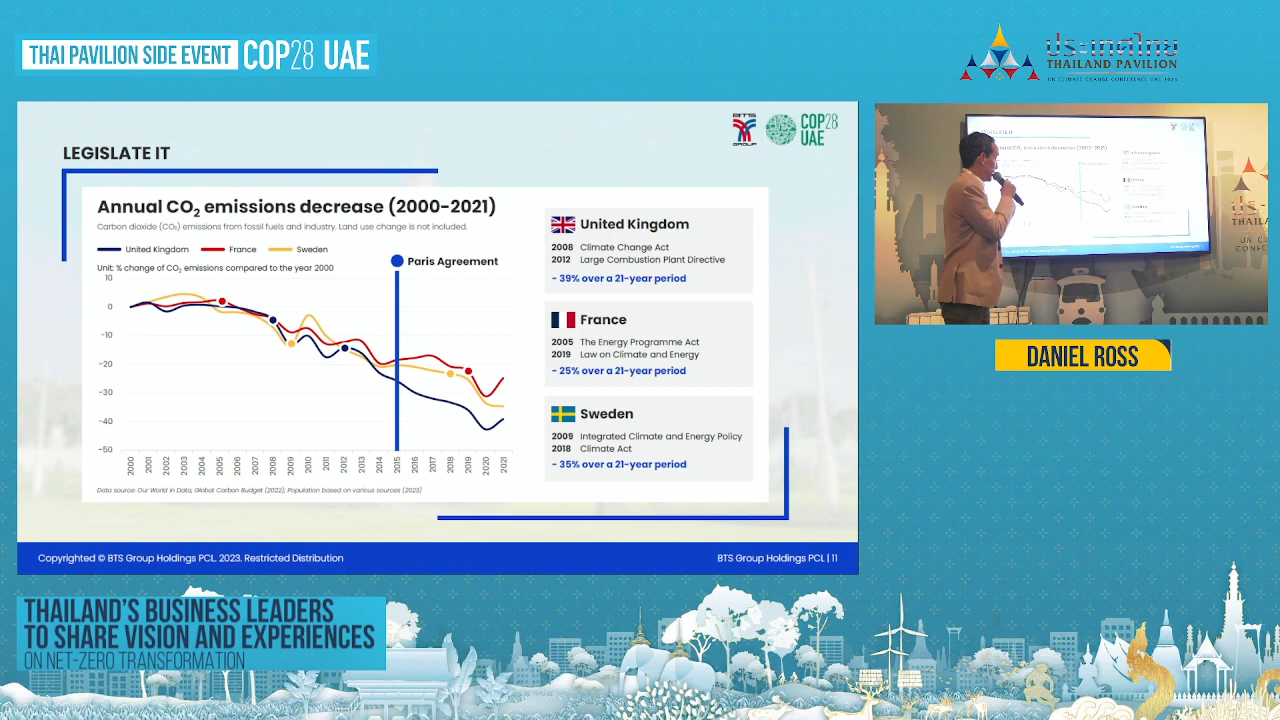 THAI PAVILION SIDE EVENT COP28 UAE
ประเทศไทย
THAILAND PAVILION
UN CLIMATE CHANGE CONFERENCE UAE 2023
BTS
GROUP
COP28
UAE
LEGISLATE IT
Annual CO₂ emissions decrease (2000-2021)
Carbon dioxide (CO₂) emissions from fossil fuels and industry. Land use change is not included.
United Kingdom France Sweden
Unit: % change of CO₂ emissions compared to the year 2000
Paris Agreement
10
0
-10
-20
-30
-40
-50
2000 2001 2002 2003 2004 2005 2006 2007 2008 2009 2010 2011 2012 2013 2014 2015 2016 2017 2018 2019 2020 2021
Data source: Our World in Data, Global Carbon Budget (2022); Population based on various sources (2023)
United Kingdom
2008 Climate Change Act
2012 Large Combustion Plant Directive
- 39% over a 21-year period
France
2005 The Energy Programme Act
2019 Law on Climate and Energy
- 25% over a 21-year period
Sweden
2009 Integrated Climate and Energy Policy
2018 Climate Act
- 35% over a 21-year period
Copyrighted © BTS Group Holdings PCL. 2023. Restricted Distribution
BTS Group Holdings PCL | 11
DANIEL ROSS
THAILAND'S BUSINESS LEADERS
TO SHARE VISION AND EXPERIENCES
ON NET-ZERO TRANSFORMATION